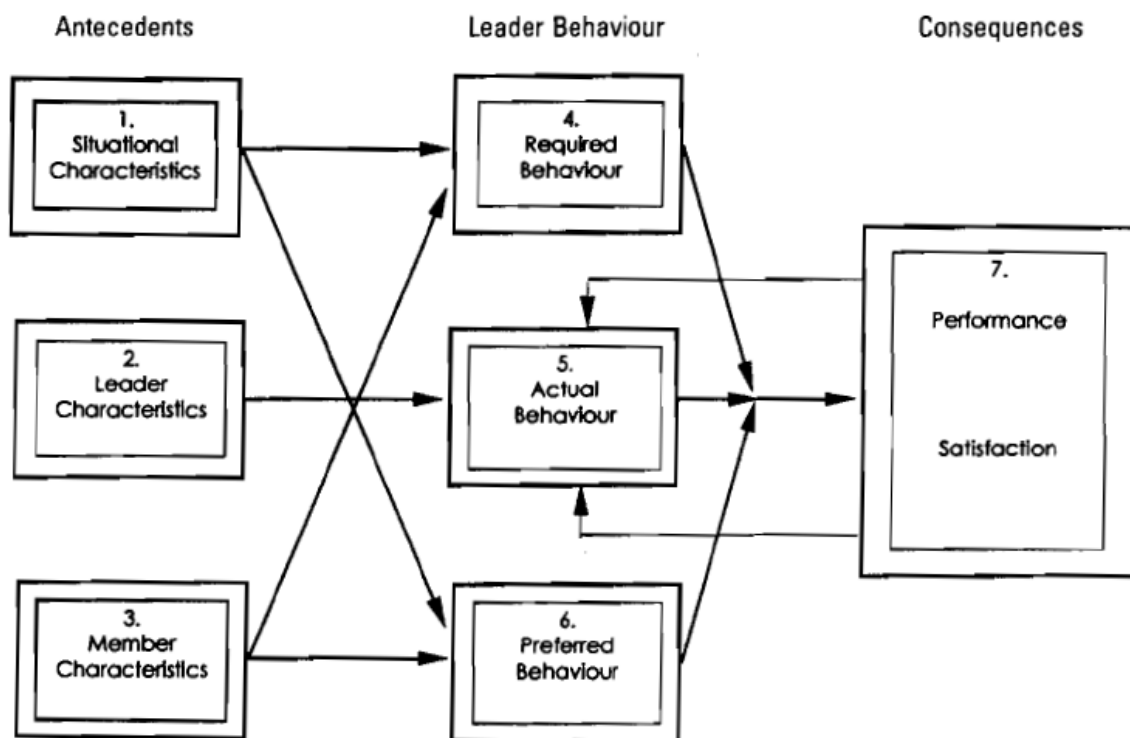 Antecedents
Leader Behaviour
Consequences
1.
Situational
Characteristics
4.
Required
Behaviour
7.
Performance
Satisfaction
2.
Leader
Characteristics
5.
Actual
Behaviour
3.
Member
Characteristics
6.
Preferred
Behaviour